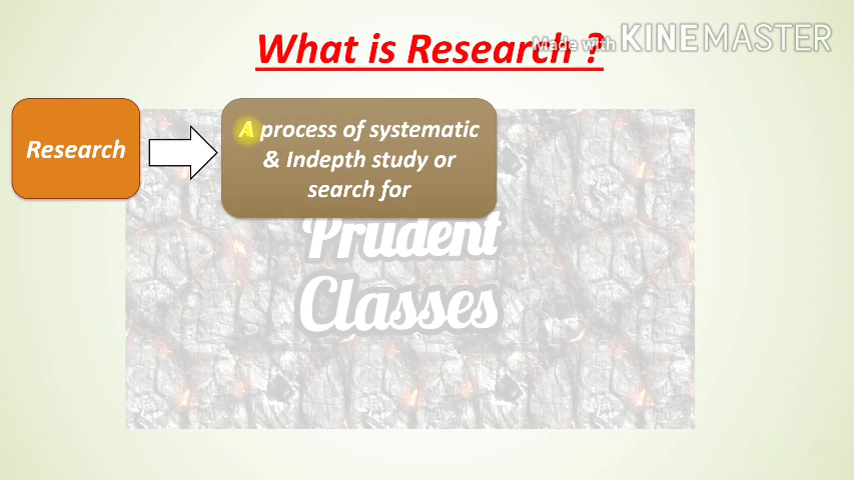 What is Research ?
Made with KINEMASTER
Research
A process of systematic
& Indepth study or
search for
Prudent
Classes